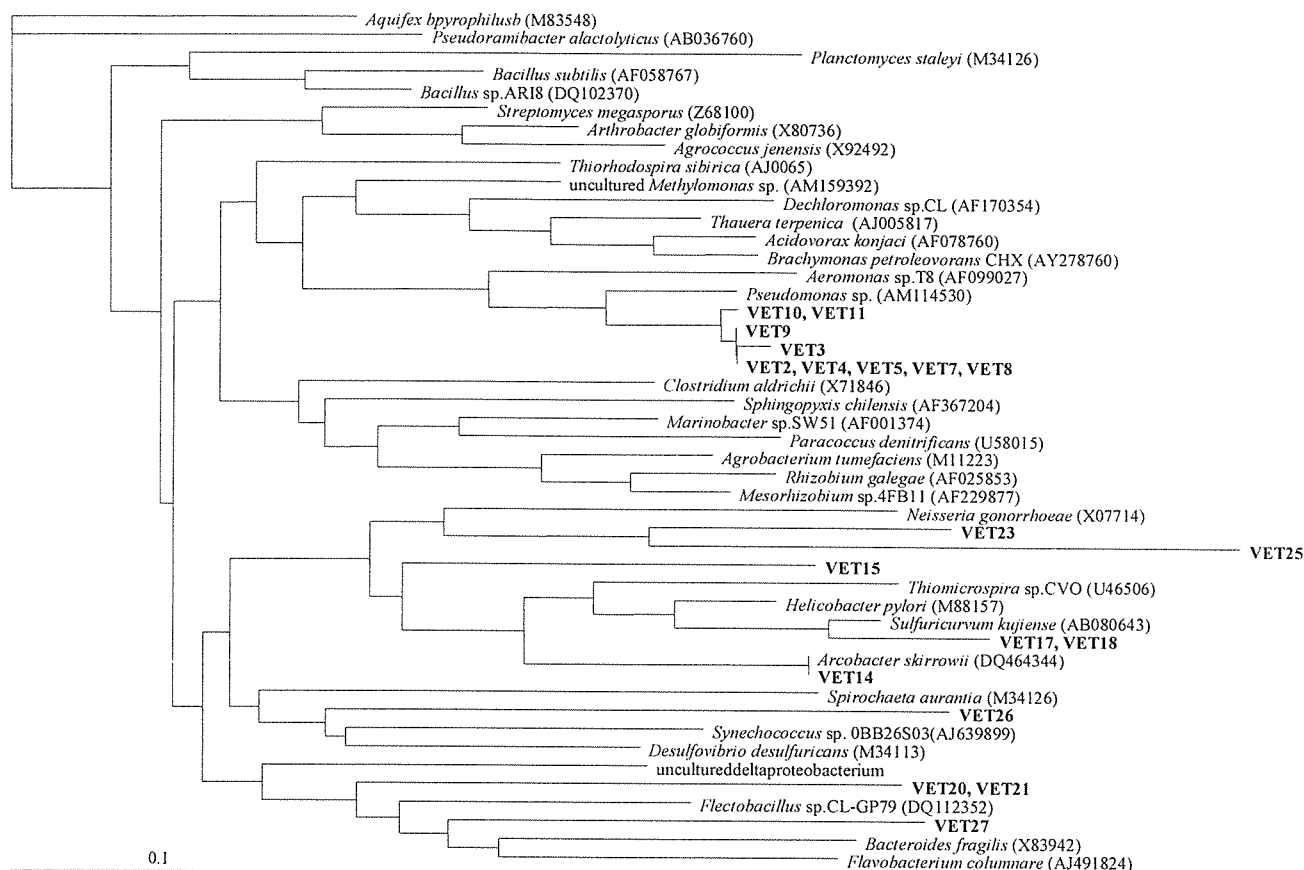 Aquifex bpyrophilusb (M83548)
Pseudoramibacter alactolyticus (AB036760)
Planctomyces staleyi (M34126)
Bacillus subtilis (AF058767)
Bacillus sp.ARI8 (DQ102370)
Streptomyces megasporus (Z68100)
Arthrobacter globiformis (X80736)
Agrococcus jenensis (X92492)
Thiorhodospira sibirica (AJ0065)
uncultured Methylomonas sp. (AM159392)
Dechloromonas sp.CL (AF170354)
Thauera terpenica (AJ005817)
Acidovorax konjaci (AF078760)
Brachymonas petroleovorans CHX (AY278760)
Aeromonas sp.T8 (AF099027)
Pseudomonas sp. (AM114530)
VET10, VET11
VET9
VET3
VET2, VET4, VET5, VET7, VET8
Clostridium aldrichii (X71846)
Sphingopyxis chilensis (AF367204)
Marinobacter sp.SW51 (AF001374)
Paracoccus denitrificans (U58015)
Agrobacterium tumefaciens (M11223)
Rhizobium galegae (AF025853)
Mesorhizobium sp.4FB11 (AF229877)
Neisseria gonorrhoeae (X07714)
VET23
VET25
VET15
Thiomicrospira sp.CVO (U46506)
Helicobacter pylori (M88157)
Sulfuricurvum kujiense (AB080643)
VET17, VET18
Arcobacter skirrowii (DQ464344)
VET14
Spirochaeta aurantia (M34126)
VET26
Synechococcus sp. 0BB26S03(AJ639899)
Desulfovibrio desulfuricans (M34113)
uncultureddeltaproteobacterium
VET20, VET21
Flectobacillus sp.CL-GP79 (DQ112352)
VET27
Bacteroides fragilis (X83942)
Flavobacterium columnare (AJ491824)
0.1